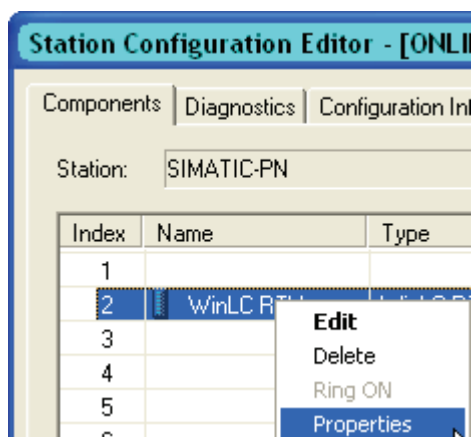 Station Configuration Editor - [ONLI
Components Diagnostics Configuration In
Station: SIMATIC-PN
Index Name Type
1
2 WinLC
3
4
5
Edit
Delete
Ring ON
Properties